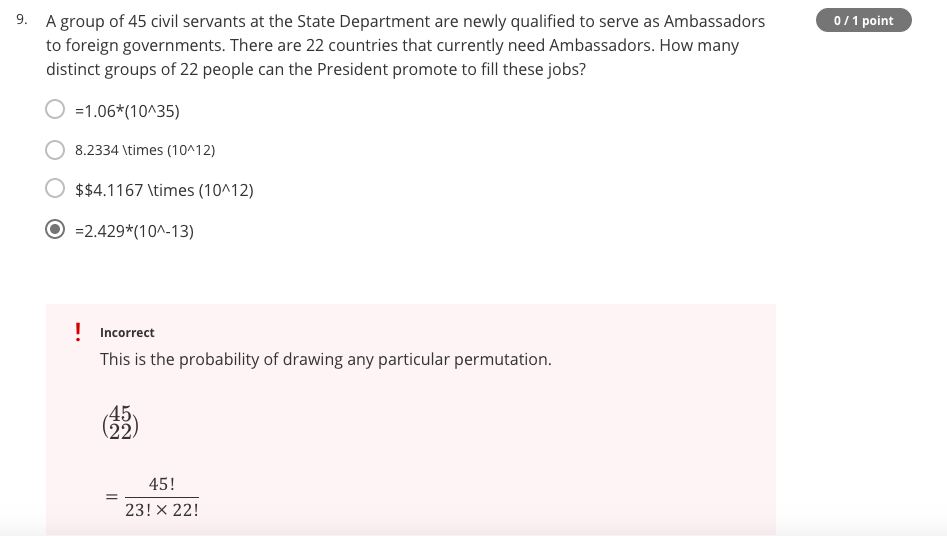 9. A group of 45 civil servants at the State Department are newly qualified to serve as Ambassadors
to foreign governments. There are 22 countries that currently need Ambassadors. How many
distinct groups of 22 people can the President promote to fill these jobs?
0 / 1 point
=1.06*(10^35)
8.2334 \times (10^12)
$$4.1167 \times (10^12)
=2.429*(10^-13)
! Incorrect
This is the probability of drawing any particular permutation.
(45
22)
= 45!
23! × 22!